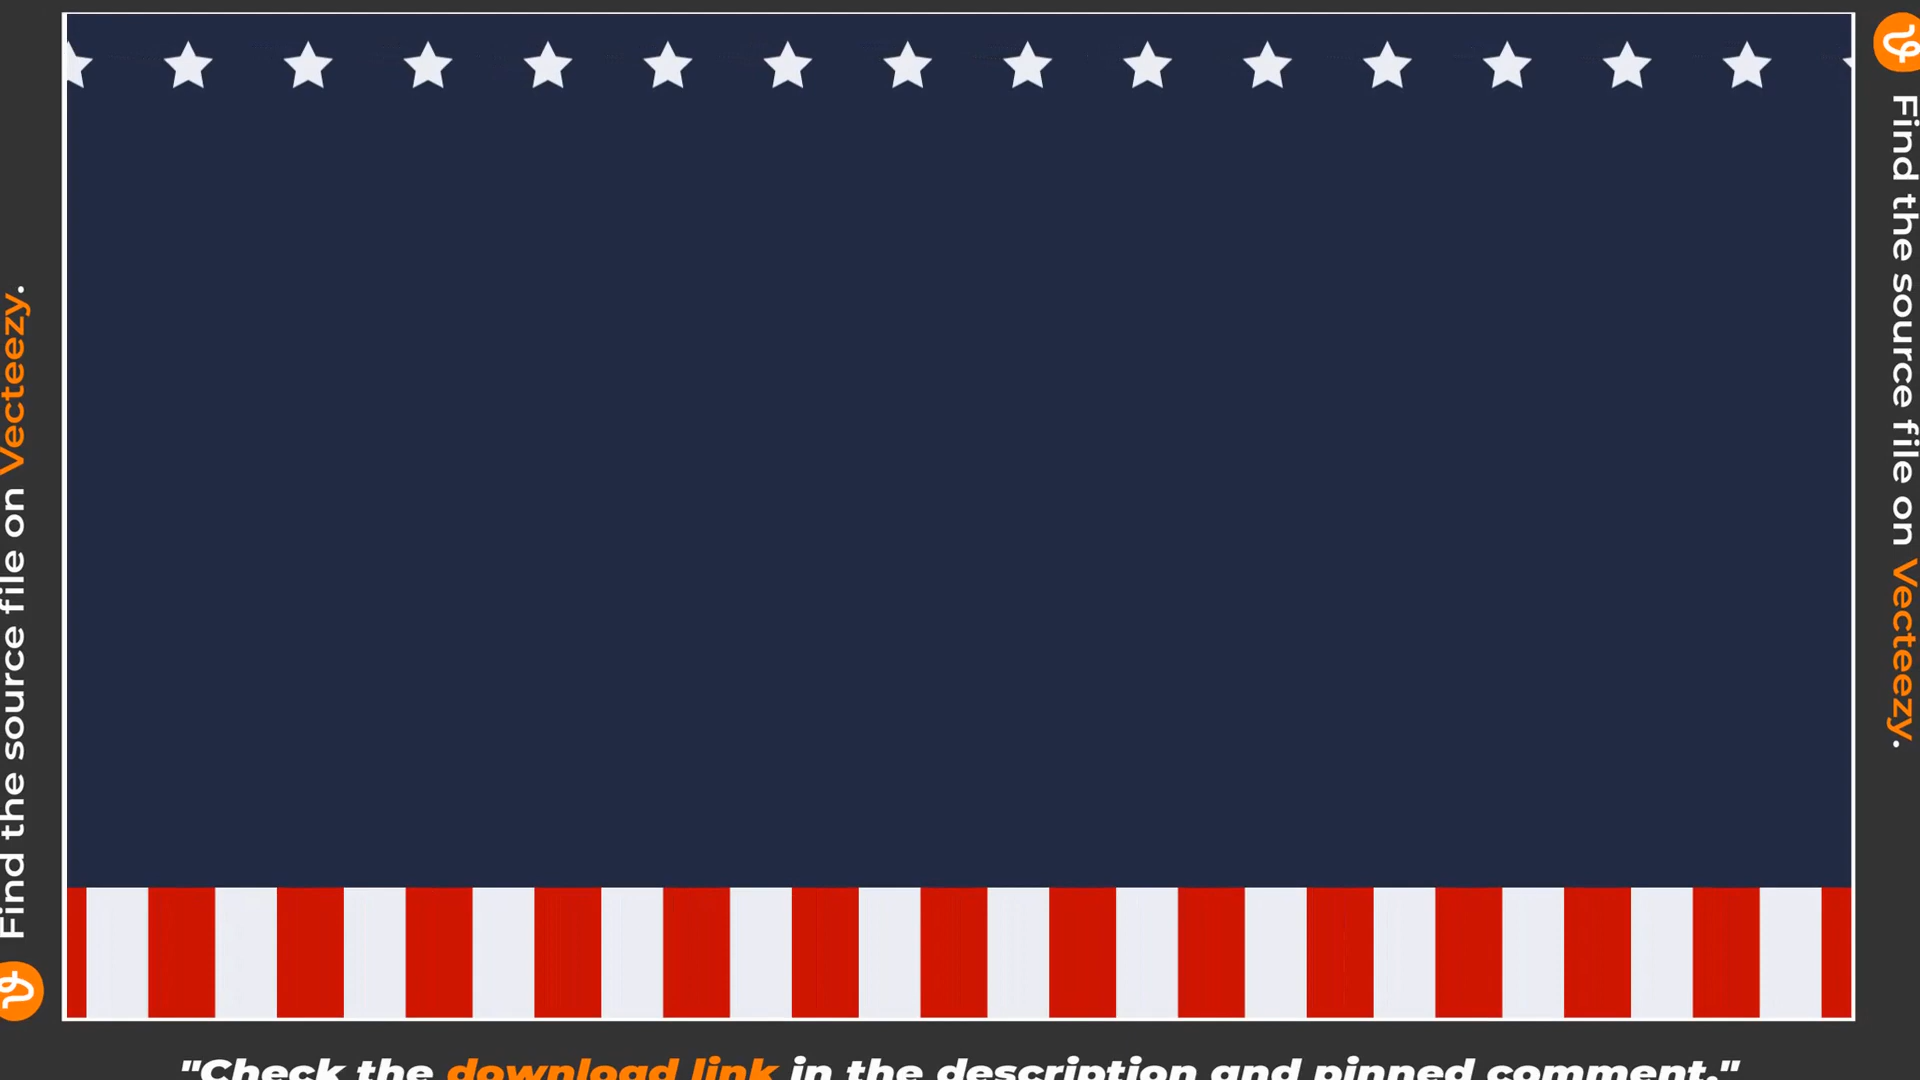 Find the source file on Vecteezy.
Find the source file on Vecteezy.
"Check the download link in the description and pinned comment."